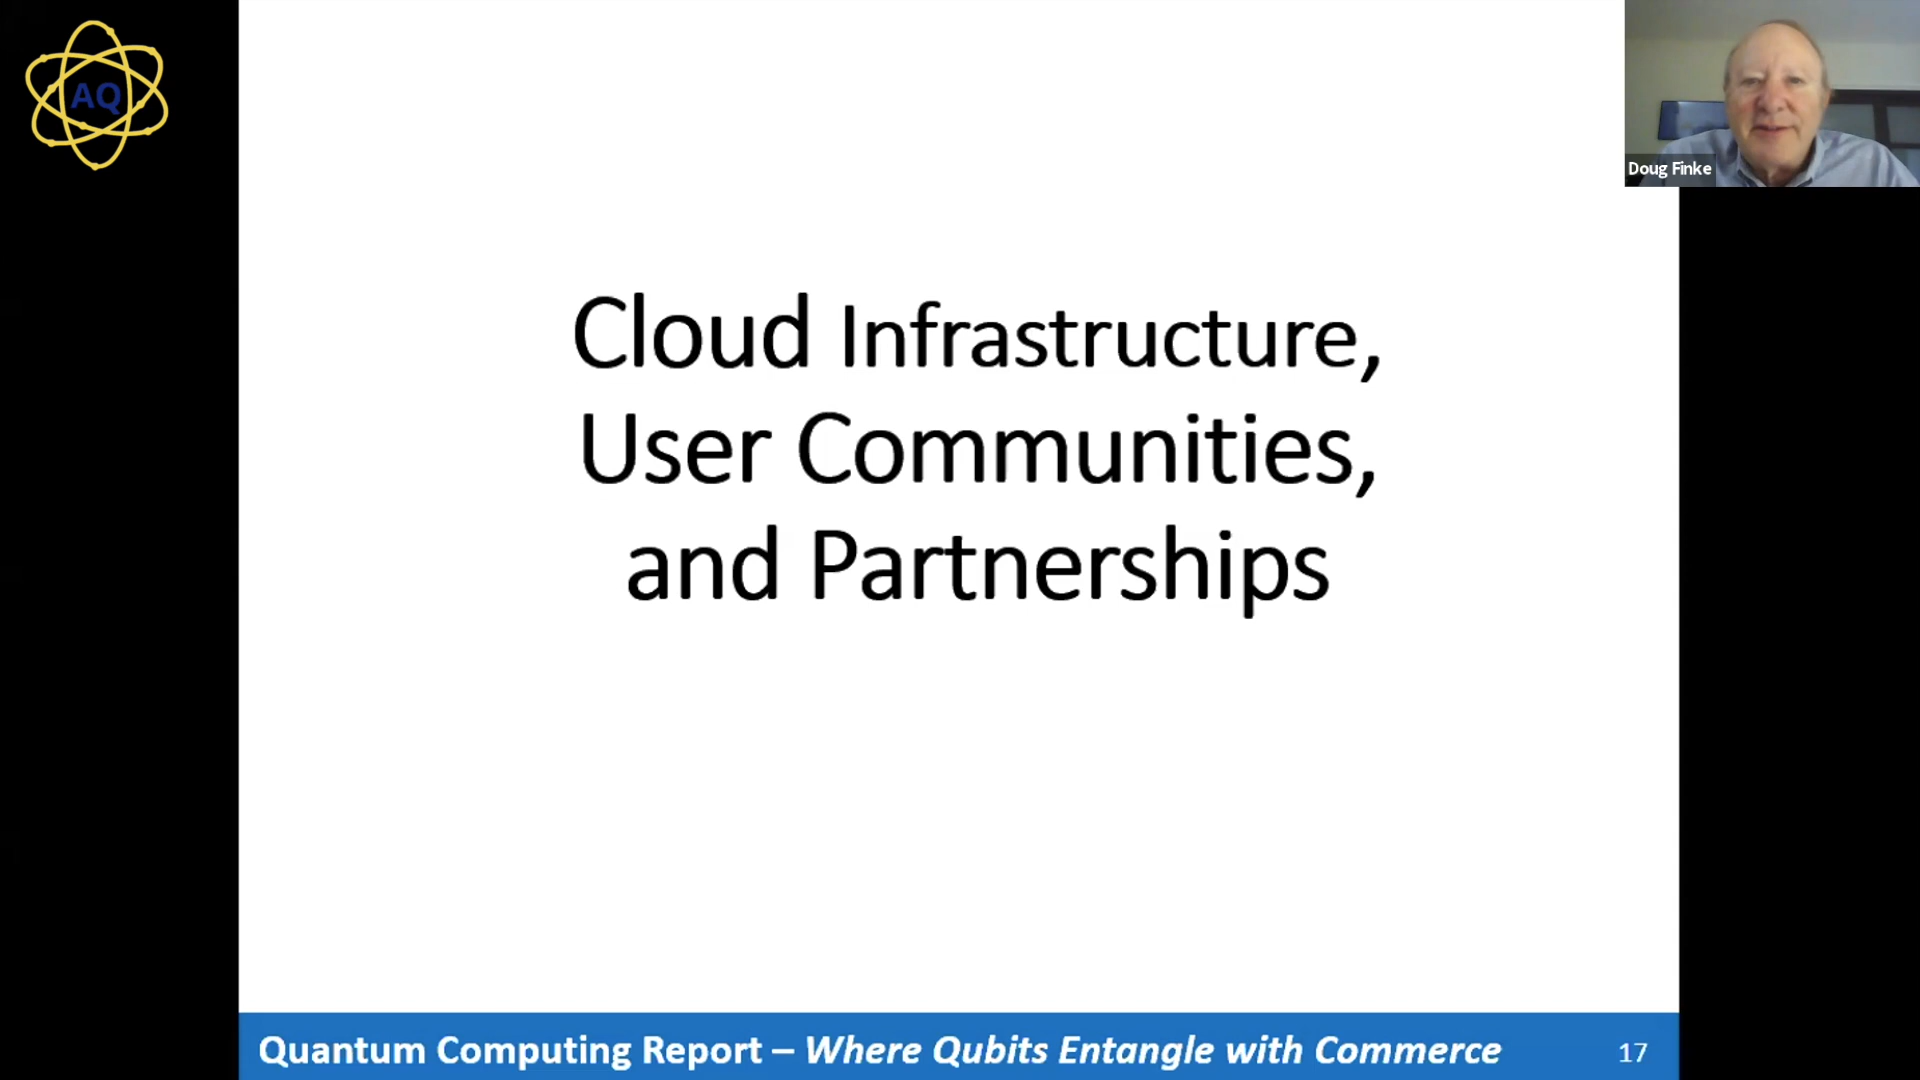 AQ
Doug Finke
Cloud Infrastructure,
User Communities,
and Partnerships
Quantum Computing Report – Where Qubits Entangle with Commerce
17